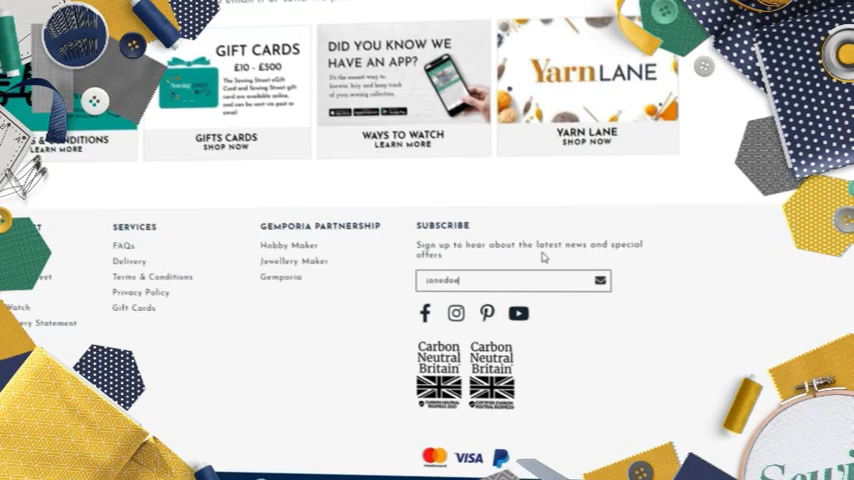 GIFT CARDS
£10 - £500
The Sewing Street eGift
Card and Sewing Street gift
card are available online,
and can be sent via post or
email
GIFTS CARDS
SHOP NOW
DID YOU KNOW WE
HAVE AN APP?
It's the easiest way to
browse, buy and keep track
of your sewing collection.
WAYS TO WATCH
LEARN MORE
Yarn LANE
YARN LANE
SHOP NOW
& CONDITIONS
LEARN MORE
SERVICES
FAQs
Delivery
Terms & Conditions
Privacy Policy
Gift Cards
GEMPORIA PARTNERSHIP
Hobby Maker
Jewellery Maker
Gemporia
SUBSCRIBE
Sign up to hear about the latest news and special
offers
janedoe
Carbon
Neutral
Britain
Carbon
Neutral
Britain
mastercard
VISA
Watch
Statement